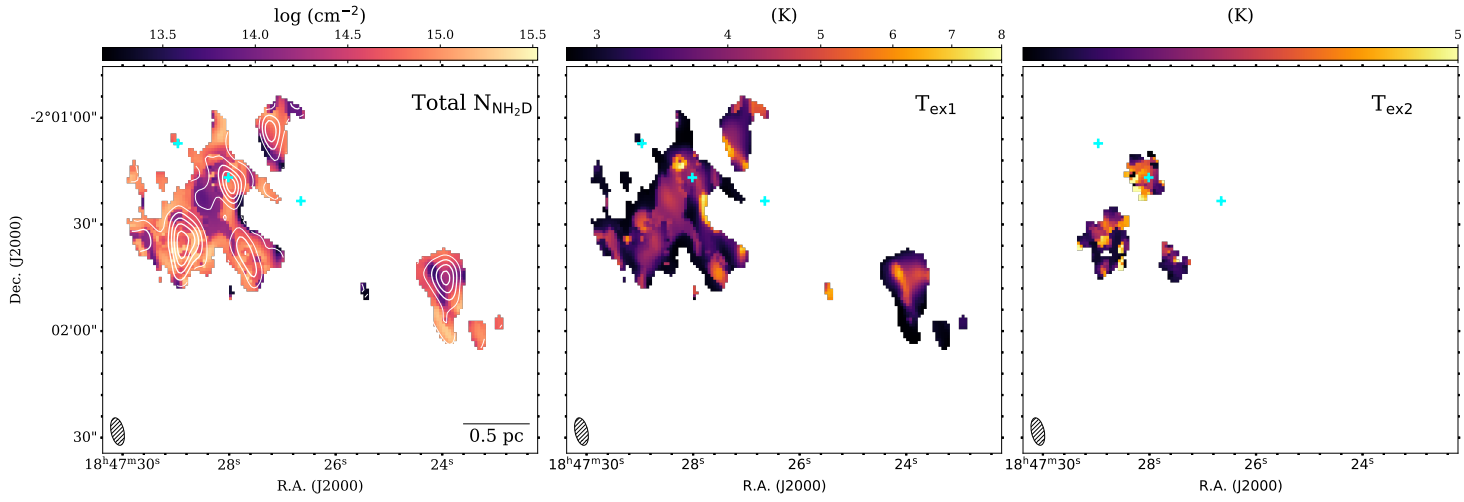 log (cm⁻²)
13.5 14.0 14.5 15.0 15.5
Total N_NH₂D
-2°01'00"
30"
02'00"
30"
Dec. (J2000)
0.5 pc
18ʰ47ᵐ30ˢ 28ˢ 26ˢ 24ˢ
R.A. (J2000)
(K)
3 4 5 6 7 8
T_ex1
18ʰ47ᵐ30ˢ 28ˢ 26ˢ 24ˢ
R.A. (J2000)
(K)
5
T_ex2
18ʰ47ᵐ30ˢ 28ˢ 26ˢ 24ˢ
R.A. (J2000)